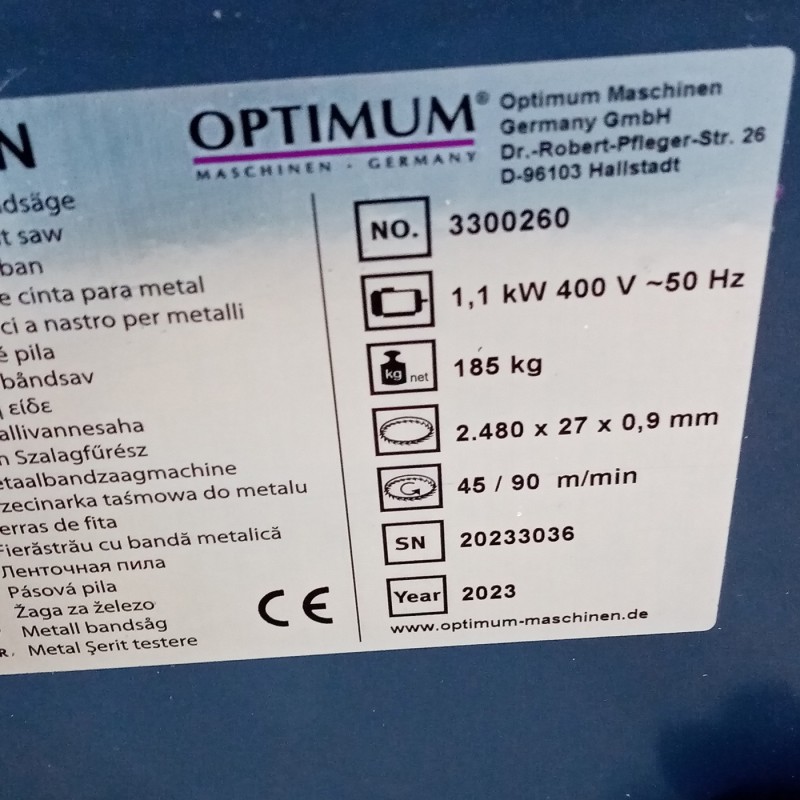 N
OPTIMUM®
MASCHINEN - GERMANY
Optimum Maschinen
Germany GmbH
Dr.-Robert-Pfleger-Str. 26
D-96103 Hallstadt
dsäge
t saw
ban
e cinta para metal
ci a nastro per metalli
é pila
båndsav
η είδε
allivannesaha
n Szalagfűrész
etaalbandzaagmachine
rzecinarka taśmowa do metalu
erras de fita
Fierăstrău cu bandă metalică
Ленточная пила
Pásová pila
Žaga za železo
Metall bandsåg
R. Metal Şerit testere
CE
NO. 3300260
1,1 kW 400 V ~50 Hz
kg net 185 kg
2.480 x 27 x 0,9 mm
45 / 90 m/min
SN 20233036
Year 2023
www.optimum-maschinen.de